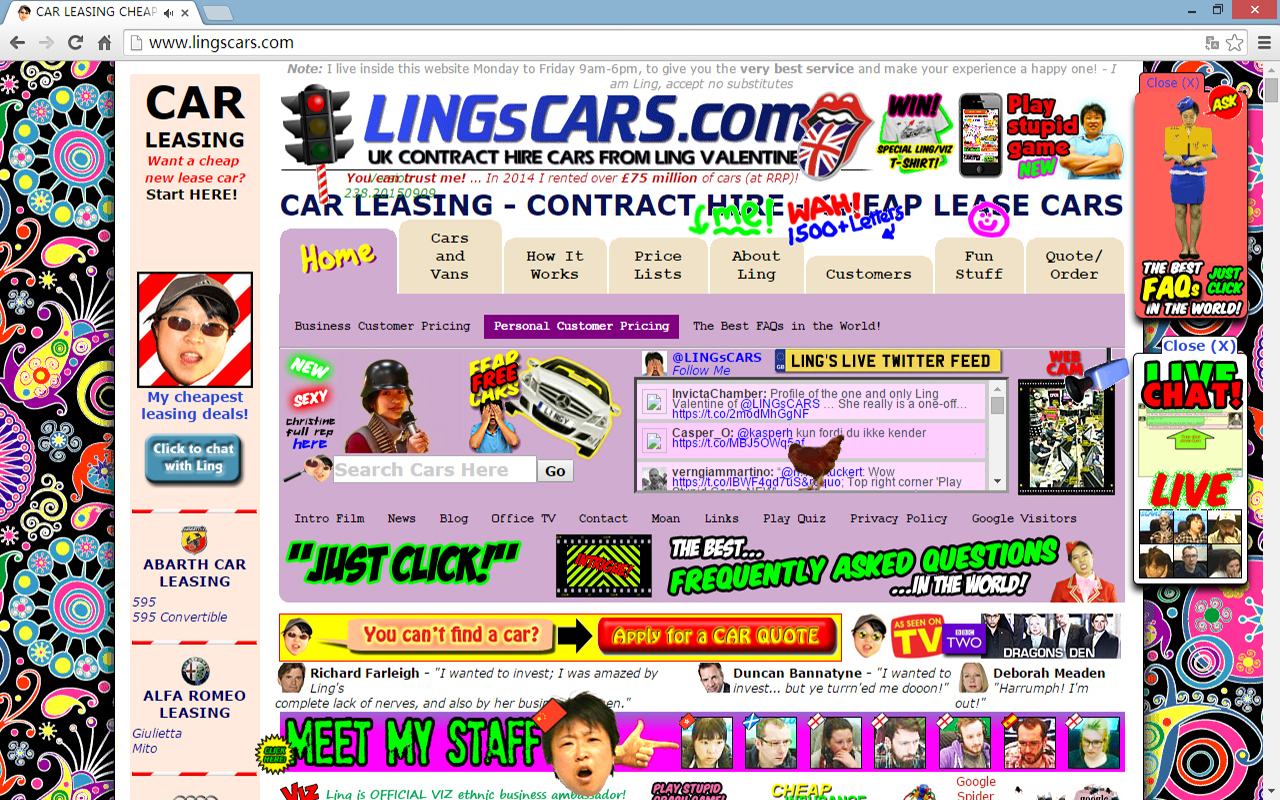 CAR LEASING CHEAP
www.lingscars.com
Note: I live inside this website Monday to Friday 9am-6pm, to give you the very best service and make your experience a happy one! - I
am Ling, accept no substitutes
LINGsCARS.com
UK CONTRACT HIRE CARS FROM LING VALENTINE
WIN!
SPECIAL LING/VIZ
T-SHIRT!
Play
stupid
game
NEW
You can trust me! ... In 2014 I rented over £75 million of cars (at RRP)!
238.20150909
CAR LEASING - CONTRACT HIRE - CHEAP LEASE CARS
me!
WAH!
1500+Letters
Home
Cars
and
Vans
How It
Works
Price
Lists
About
Ling
Customers
Fun
Stuff
Quote/
Order
Business Customer Pricing
Personal Customer Pricing
The Best FAQs in the World!
CAR
LEASING
Want a cheap
new lease car?
Start HERE!
My cheapest
leasing deals!
Click to chat
with Ling
ABARTH CAR
LEASING
595
595 Convertible
ALFA ROMEO
LEASING
Giulietta
Mito
NEW
SEXY
christine
full rep
here
FEAR
FREE
CARS
Search Cars Here
Go
@LINGsCARS
Follow Me
GB
LING'S LIVE TWITTER FEED
InvictaChamber: Profile of the one and only Ling
Valentine of @LINGsCARS ... She really is a one-off...
https://t.co/2modMhGgNF
Casper_O: @kasperh kun fordi du ikke kender
https://t.co/MBJ5OWq5af
verngiammartino: Wow
Top right corner 'Play
WEB
CAM
Intro Film
News
Blog
Office TV
Contact
Moan
Links
Play Quiz
Privacy Policy
Google Visitors
"JUST CLICK!"
INTRIGUE!
THE BEST...
FREQUENTLY ASKED QUESTIONS
...IN THE WORLD!
You can't find a car?
Apply for a CAR QUOTE
AS SEEN ON
TV
BBC
TWO
DRAGONS DEN
Richard Farleigh - "I wanted to invest; I was amazed by
Ling's
complete lack of nerves, and also by her
Duncan Bannatyne - "I wanted to
invest... but ye turrn'ed me dooon!"
Deborah Meaden
"Harrumph! I'm
out!"
CLICK
HERE!
MEET MY STAFF
VIZ
Ling is OFFICIAL VIZ ethnic business ambassador!
PLAY STUPID
CHEAP
Google
Spider
Close (X)
ASK
THE BEST
FAQs
JUST
CLICK
IN THE WORLD!
Close (X)
LIVE
CHAT!
LIVE